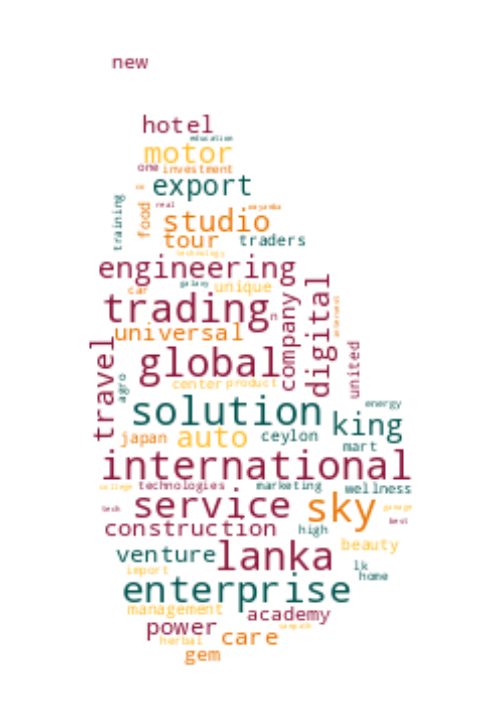 new
hotel
education
motor
one investment
export
training
food
real
studio
tour traders
technology
engineering
galaxy
car unique
trading
company
digital
internet
universal
travel
global
united
agro
center product
solution
energy
king
japan auto ceylon
mart
international
college technologies marketing wellness
tech service sky garage
best
construction high
beauty
venture lanka
lk
import home
enterprise
management academy
power
herbal care
gem